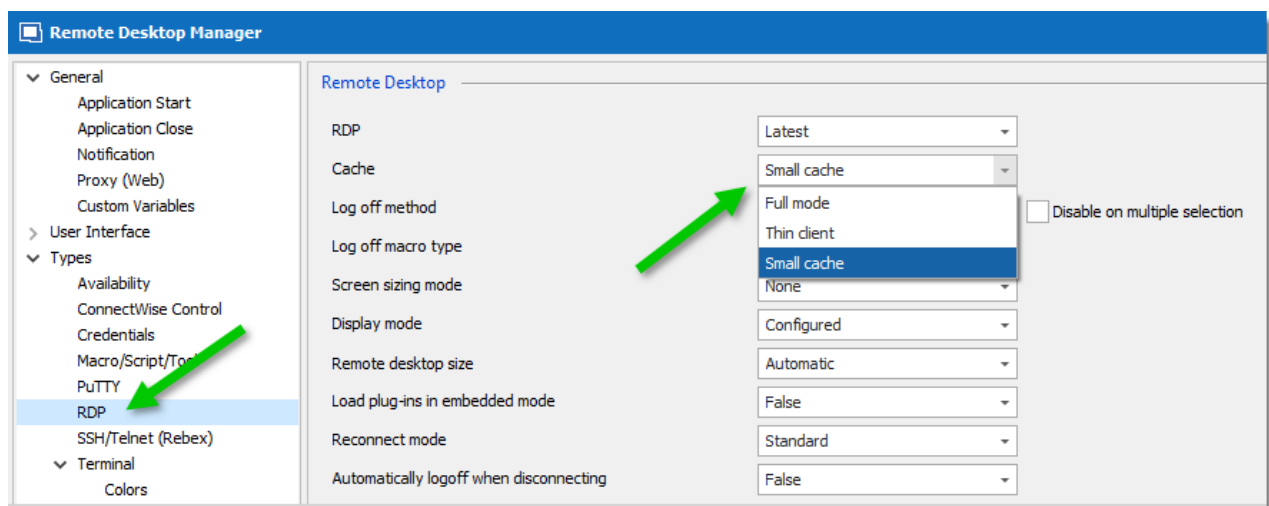 Remote Desktop Manager
General
Application Start
Application Close
Notification
Proxy (Web)
Custom Variables
User Interface
Types
Availability
ConnectWise Control
Credentials
Macro/Script/Tools
PuTTY
RDP
SSH/Telnet (Rebex)
Terminal
Colors
Remote Desktop
RDP Latest
Cache Small cache
Full mode
Thin client
Small cache
Log off method Disable on multiple selection
Log off macro type
Screen sizing mode None
Display mode Configured
Remote desktop size Automatic
Load plug-ins in embedded mode False
Reconnect mode Standard
Automatically logoff when disconnecting False